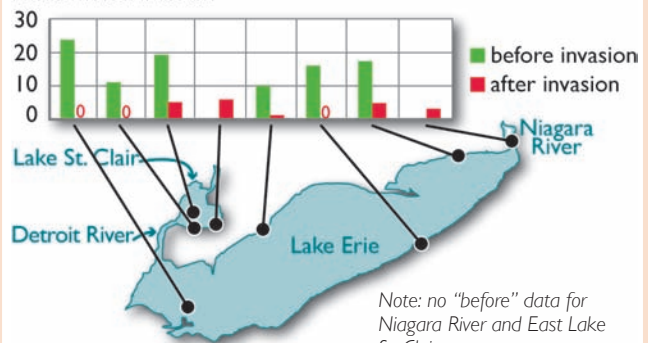 30
20
10
0
0 0 0
before invasion
after invasion
Niagara
River
Lake St. Clair
Detroit River
Lake Erie
Note: no “before” data for
Niagara River and East Lake